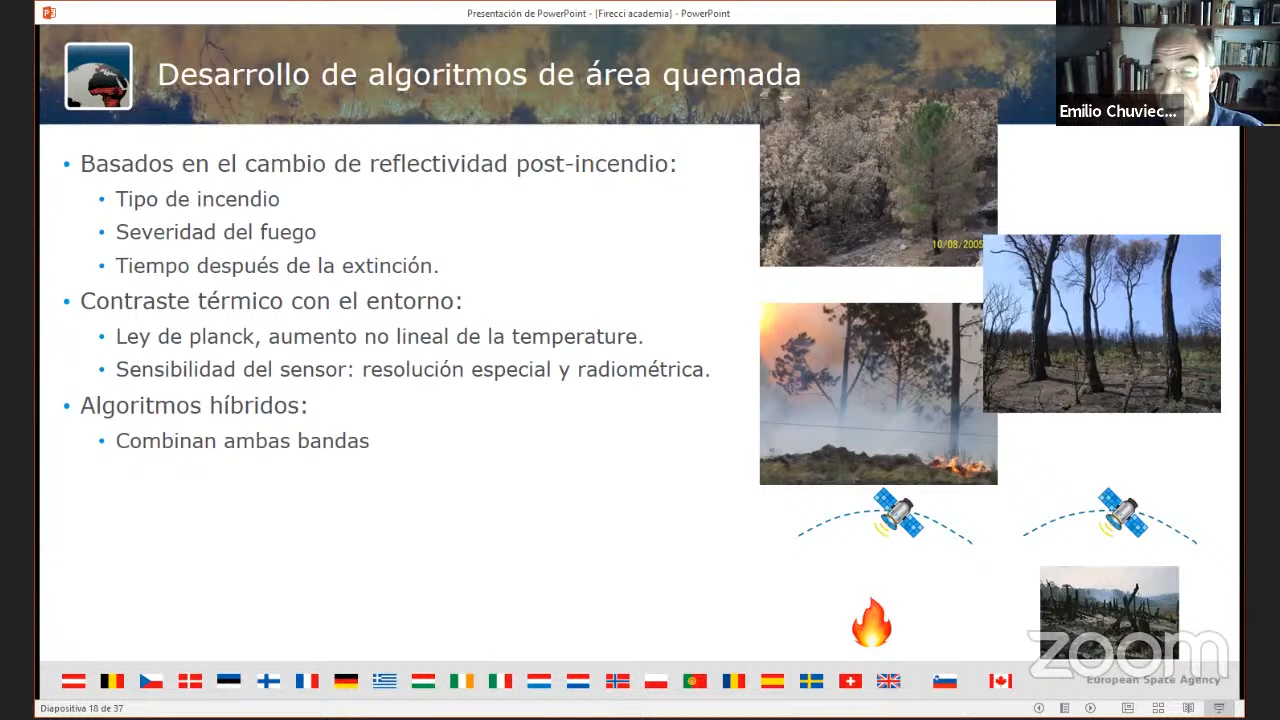 Presentación de PowerPoint - [Firecci academia] - PowerPoint
Desarrollo de algoritmos de área quemada
Emilio Chuviec...
• Basados en el cambio de reflectividad post-incendio:
• Tipo de incendio
• Severidad del fuego
• Tiempo después de la extinción.
• Contraste térmico con el entorno:
• Ley de planck, aumento no lineal de la temperature.
• Sensibilidad del sensor: resolución especial y radiométrica.
• Algoritmos híbridos:
• Combinan ambas bandas
10/08/2005
zoom
European Space Agency
Diapositiva 18 de 37